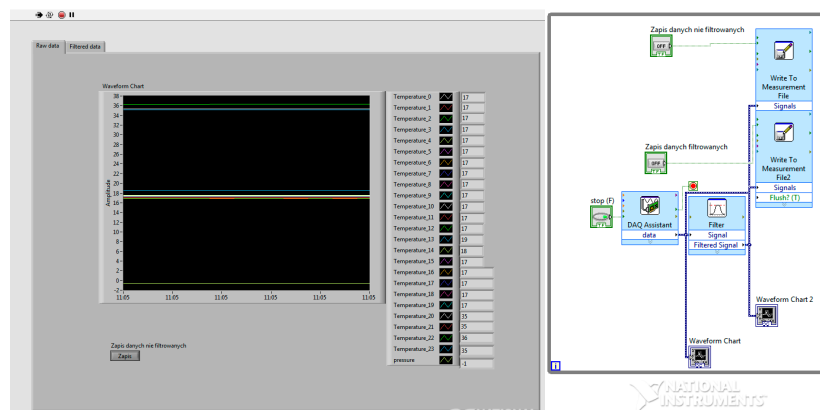 Raw data
Filtered data
Waveform Chart
Amplitude
38
36
34
32
30
28
26
24
22
20
18
16
14
12
10
8
6
4
2
0
-2
11:05 11:05 11:05 11:05 11:05 11:05
Temperature_0 17
Temperature_1 17
Temperature_2 17
Temperature_3 17
Temperature_4 17
Temperature_5 17
Temperature_6 17
Temperature_7 17
Temperature_8 17
Temperature_9 17
Temperature_10 17
Temperature_11 17
Temperature_12 17
Temperature_13 19
Temperature_14 18
Temperature_15 17
Temperature_16 17
Temperature_17 17
Temperature_18 17
Temperature_19 17
Temperature_20 35
Temperature_21 35
Temperature_22 36
Temperature_23 35
pressure -1
Zapis danych nie filtrowanych
Zapis
Zapis danych nie filtrowanych
OFF
Write To
Measurement
File
Signals
Zapis danych filtrowanych
OFF
Write To
Measurement
File2
Signals
Flush? (T)
stop (F)
DAQ Assistant
data
Filter
Signal
Filtered Signal
Waveform Chart 2
Waveform Chart
i
NATIONAL
INSTRUMENTS